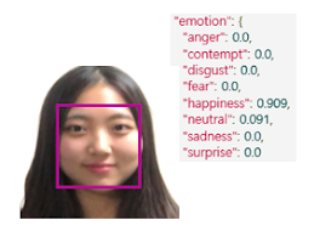 "emotion": {
"anger": 0.0,
"contempt": 0.0,
"disgust": 0.0,
"fear": 0.0,
"happiness": 0.909,
"neutral": 0.091,
"sadness": 0.0,
"surprise": 0.0